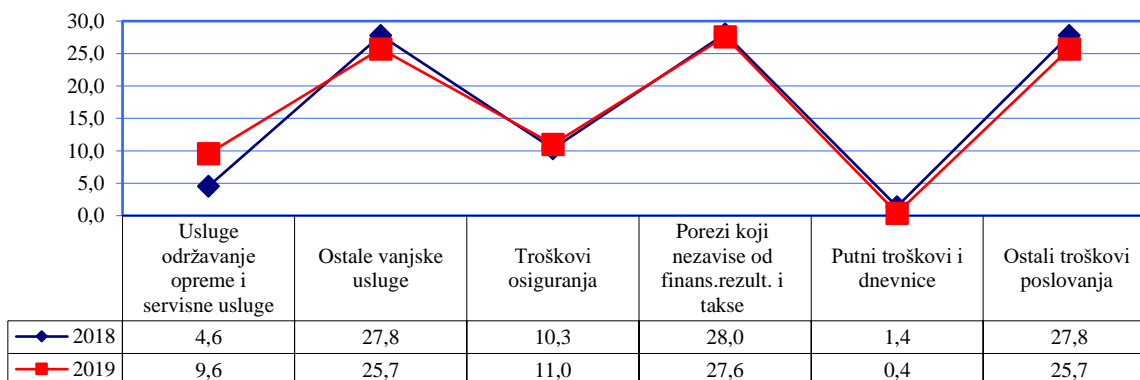 30,0
25,0
20,0
15,0
10,0
5,0
0,0
Usluge
održavanje
opreme i
servisne usluge
Ostale vanjske
usluge
Troškovi
osiguranja
Porezi koji
nezavise od
finans.rezult. i
takse
Putni troškovi i
dnevnice
Ostali troškovi
poslovanja
2018 4,6 27,8 10,3 28,0 1,4 27,8
2019 9,6 25,7 11,0 27,6 0,4 25,7